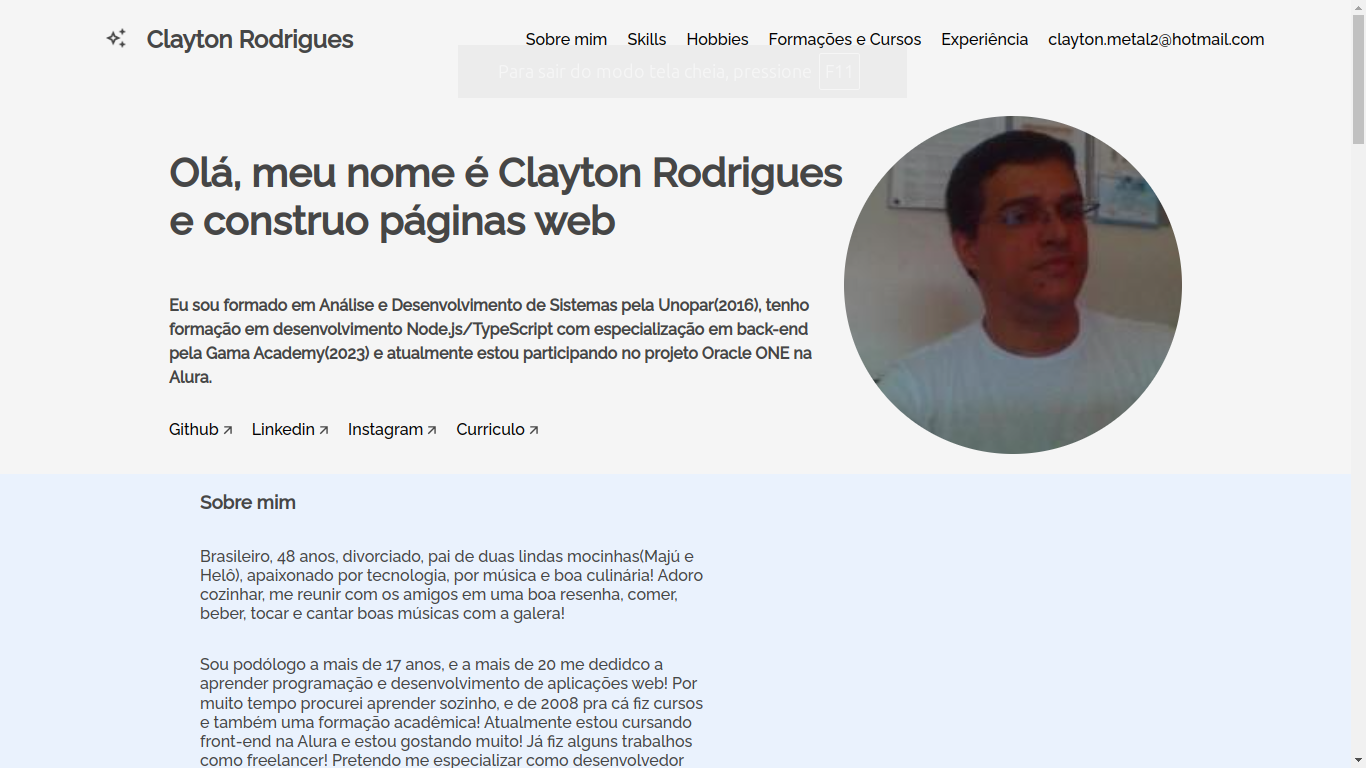 Clayton Rodrigues
Sobre mim Skills Hobbies Formações e Cursos Experiência clayton.metal2@hotmail.com
Para sair do modo tela cheia, pressione F11
Olá, meu nome é Clayton Rodrigues
e construo páginas web
Eu sou formado em Análise e Desenvolvimento de Sistemas pela Unopar(2016), tenho
formação em desenvolvimento Node.js/TypeScript com especialização em back-end
pela Gama Academy(2023) e atualmente estou participando no projeto Oracle ONE na
Alura.
Github Linkedin Instagram Curriculo
Sobre mim
Brasileiro, 48 anos, divorciado, pai de duas lindas mocinhas(Majú e
Helô), apaixonado por tecnologia, por música e boa culinária! Adoro
cozinhar, me reunir com os amigos em uma boa resenha, comer,
beber, tocar e cantar boas músicas com a galera!
Sou podólogo a mais de 17 anos, e a mais de 20 me dedidco a
aprender programação e desenvolvimento de aplicações web! Por
muito tempo procurei aprender sozinho, e de 2008 pra cá fiz cursos
e também uma formação acadêmica! Atualmente estou cursando
front-end na Alura e estou gostando muito! Já fiz alguns trabalhos
como freelancer! Pretendo me especializar como desenvolvedor